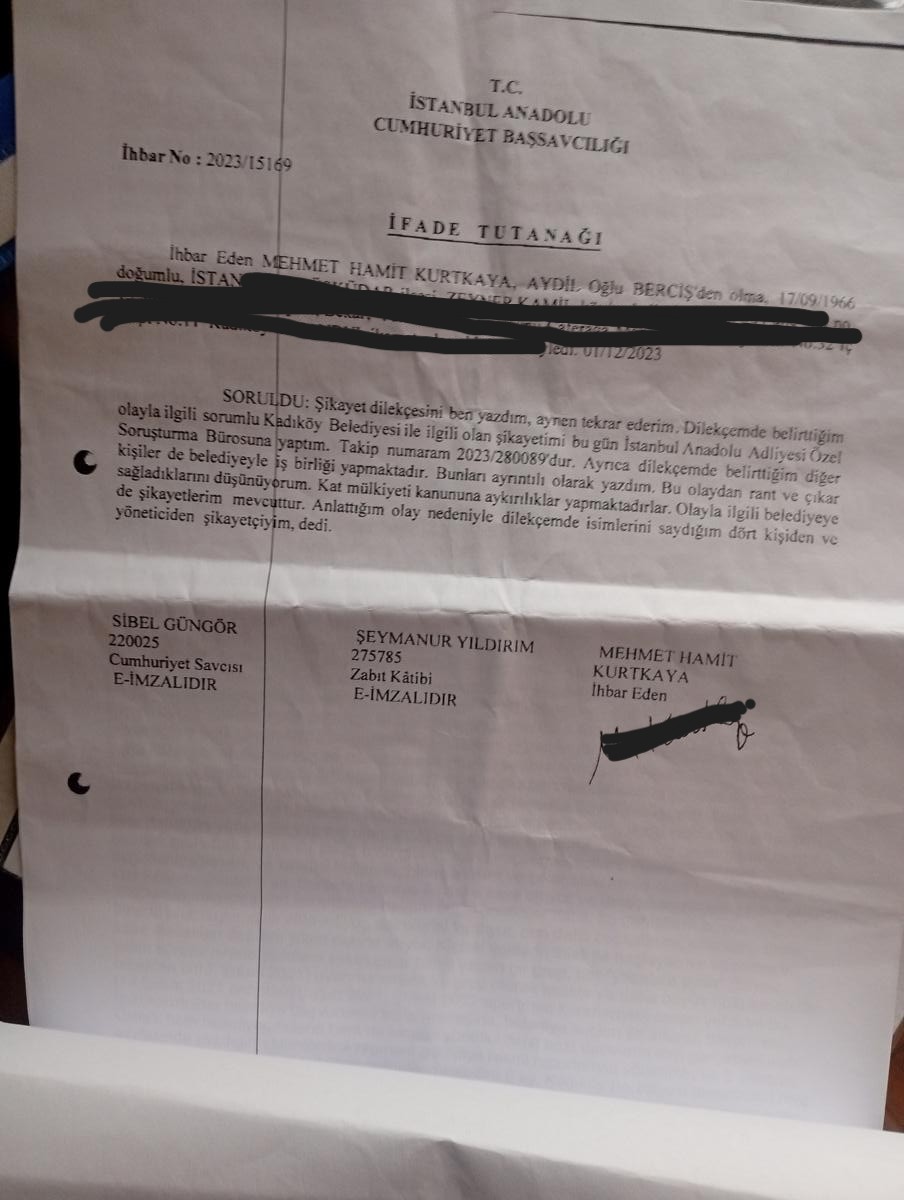 T.C.
İSTANBUL ANADOLU
CUMHURİYET BAŞSAVCILIĞI
İhbar No : 2023/15169
İFADE TUTANAĞI
İhbar Eden MEHMET HAMİT KURTKAYA, AYDİL Oğlu BERCİŞ'den olma, 17/09/1966
doğumlu, İSTAN
01/12/2023
SORULDU: Şikayet dilekçesini ben yazdım, aynen tekrar ederim. Dilekçemde belirttiğim
olayla ilgili sorumlu Kadıköy Belediyesi ile ilgili olan şikayetimi bu gün İstanbul Anadolu Adliyesi Özel
Soruşturma Bürosuna yaptım. Takip numaram 2023/280089'dur. Ayrıca dilekçemde belirttiğim diğer
kişiler de belediyeyle iş birliği yapmaktadır. Bunları ayrıntılı olarak yazdım. Bu olaydan rant ve çıkar
sağladıklarını düşünüyorum. Kat mülkiyeti kanununa aykırılıklar yapmaktadırlar. Olayla ilgili belediyeye
de şikayetlerim mevcuttur. Anlattığım olay nedeniyle dilekçemde isimlerini saydığım dört kişiden ve
yöneticiden şikayetçiyim, dedi.
SİBEL GÜNGÖR
220025
Cumhuriyet Savcısı
E-İMZALIDIR
ŞEYMANUR YILDIRIM
275785
Zabıt Kâtibi
E-İMZALIDIR
MEHMET HAMİT
KURTKAYA
İhbar Eden